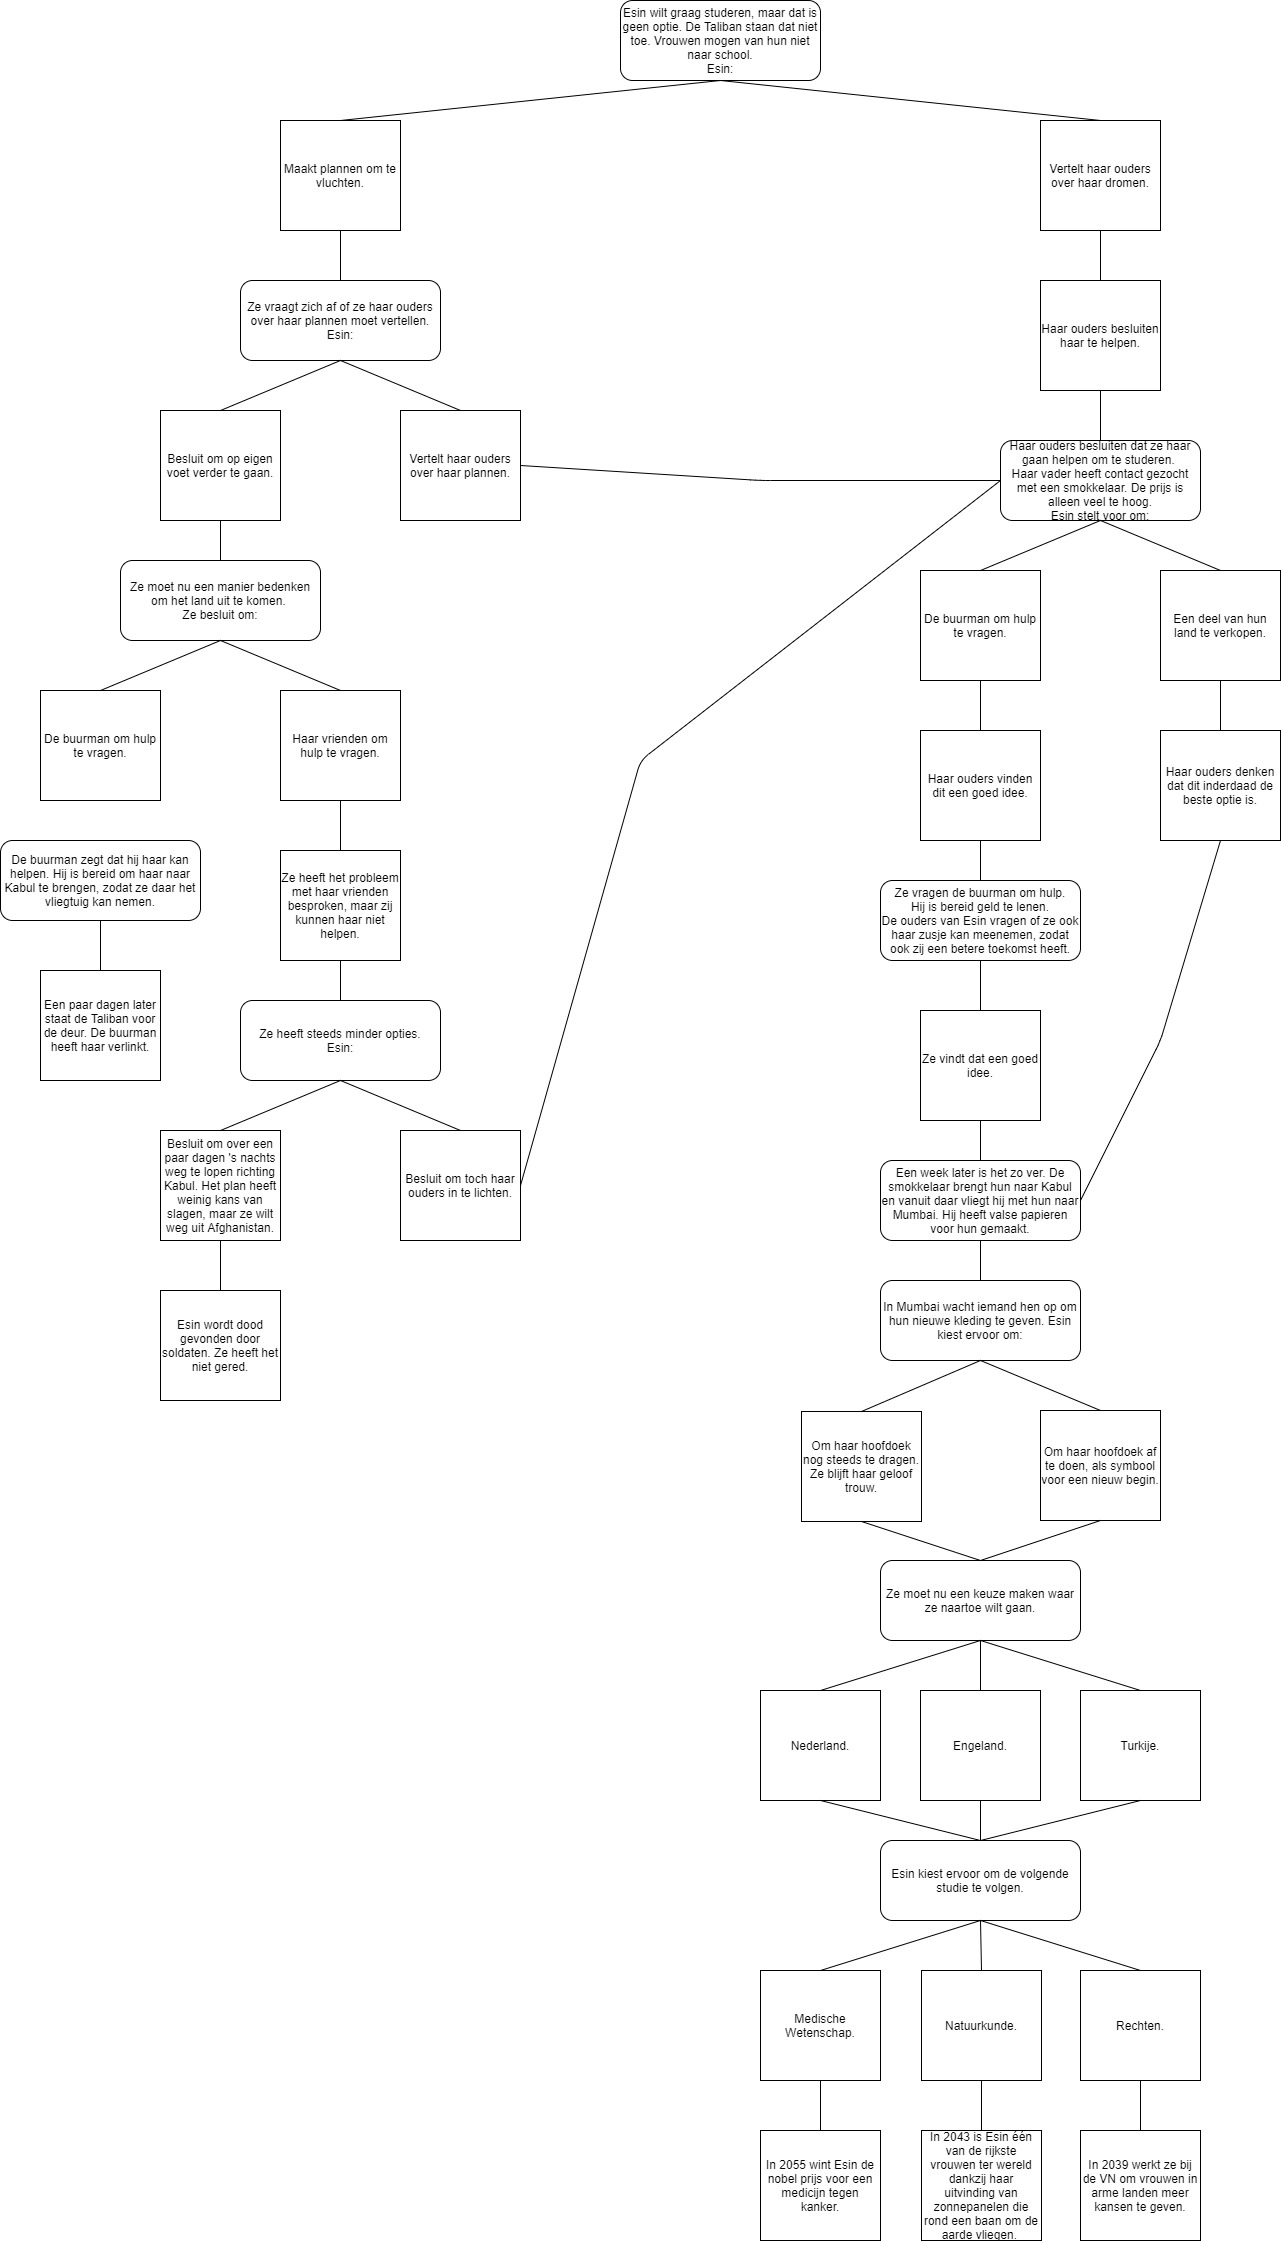 Esin wilt graag studeren, maar dat is
geen optie. De Taliban staan dat niet
toe. Vrouwen mogen van hun niet
naar school.
Esin:
Maakt plannen om te
vluchten.
Vertelt haar ouders
over haar dromen.
Ze vraagt zich af of ze haar ouders
over haar plannen moet vertellen.
Esin:
Haar ouders besluiten
haar te helpen.
Besluit om op eigen
voet verder te gaan.
Vertelt haar ouders
over haar plannen.
Haar ouders besluiten dat ze haar
gaan helpen om te studeren.
Haar vader heeft contact gezocht
met een smokkelaar. De prijs is
alleen veel te hoog.
Esin stelt voor om:
Ze moet nu een manier bedenken
om het land uit te komen.
Ze besluit om:
De buurman om hulp
te vragen.
Een deel van hun
land te verkopen.
De buurman om hulp
te vragen.
Haar vrienden om
hulp te vragen.
Haar ouders vinden
dit een goed idee.
Haar ouders denken
dat dit inderdaad de
beste optie is.
De buurman zegt dat hij haar kan
helpen. Hij is bereid om haar naar
Kabul te brengen, zodat ze daar het
vliegtuig kan nemen.
Ze heeft het probleem
met haar vrienden
besproken, maar zij
kunnen haar niet
helpen.
Ze vragen de buurman om hulp.
Hij is bereid geld te lenen.
De ouders van Esin vragen of ze ook
haar zusje kan meenemen, zodat
ook zij een betere toekomst heeft.
Een paar dagen later
staat de Taliban voor
de deur. De buurman
heeft haar verlinkt.
Ze heeft steeds minder opties.
Esin:
Ze vindt dat een goed
idee.
Besluit om over een
paar dagen 's nachts
weg te lopen richting
Kabul. Het plan heeft
weinig kans van
slagen, maar ze wilt
weg uit Afghanistan.
Besluit om toch haar
ouders in te lichten.
Een week later is het zo ver. De
smokkelaar brengt hun naar Kabul
en vanuit daar vliegt hij met hun naar
Mumbai. Hij heeft valse papieren
voor hun gemaakt.
Esin wordt dood
gevonden door
soldaten. Ze heeft het
niet gered.
In Mumbai wacht iemand hen op om
hun nieuwe kleding te geven. Esin
kiest ervoor om:
Om haar hoofdoek
nog steeds te dragen.
Ze blijft haar geloof
trouw.
Om haar hoofdoek af
te doen, als symbool
voor een nieuw begin.
Ze moet nu een keuze maken waar
ze naartoe wilt gaan.
Nederland.
Engeland.
Turkije.
Esin kiest ervoor om de volgende
studie te volgen.
Medische
Wetenschap.
Natuurkunde.
Rechten.
In 2055 wint Esin de
nobel prijs voor een
medicijn tegen
kanker.
In 2043 is Esin één
van de rijkste
vrouwen ter wereld
dankzij haar
uitvinding van
zonnepanelen die
rond een baan om de
aarde vliegen.
In 2039 werkt ze bij
de VN om vrouwen in
arme landen meer
kansen te geven.